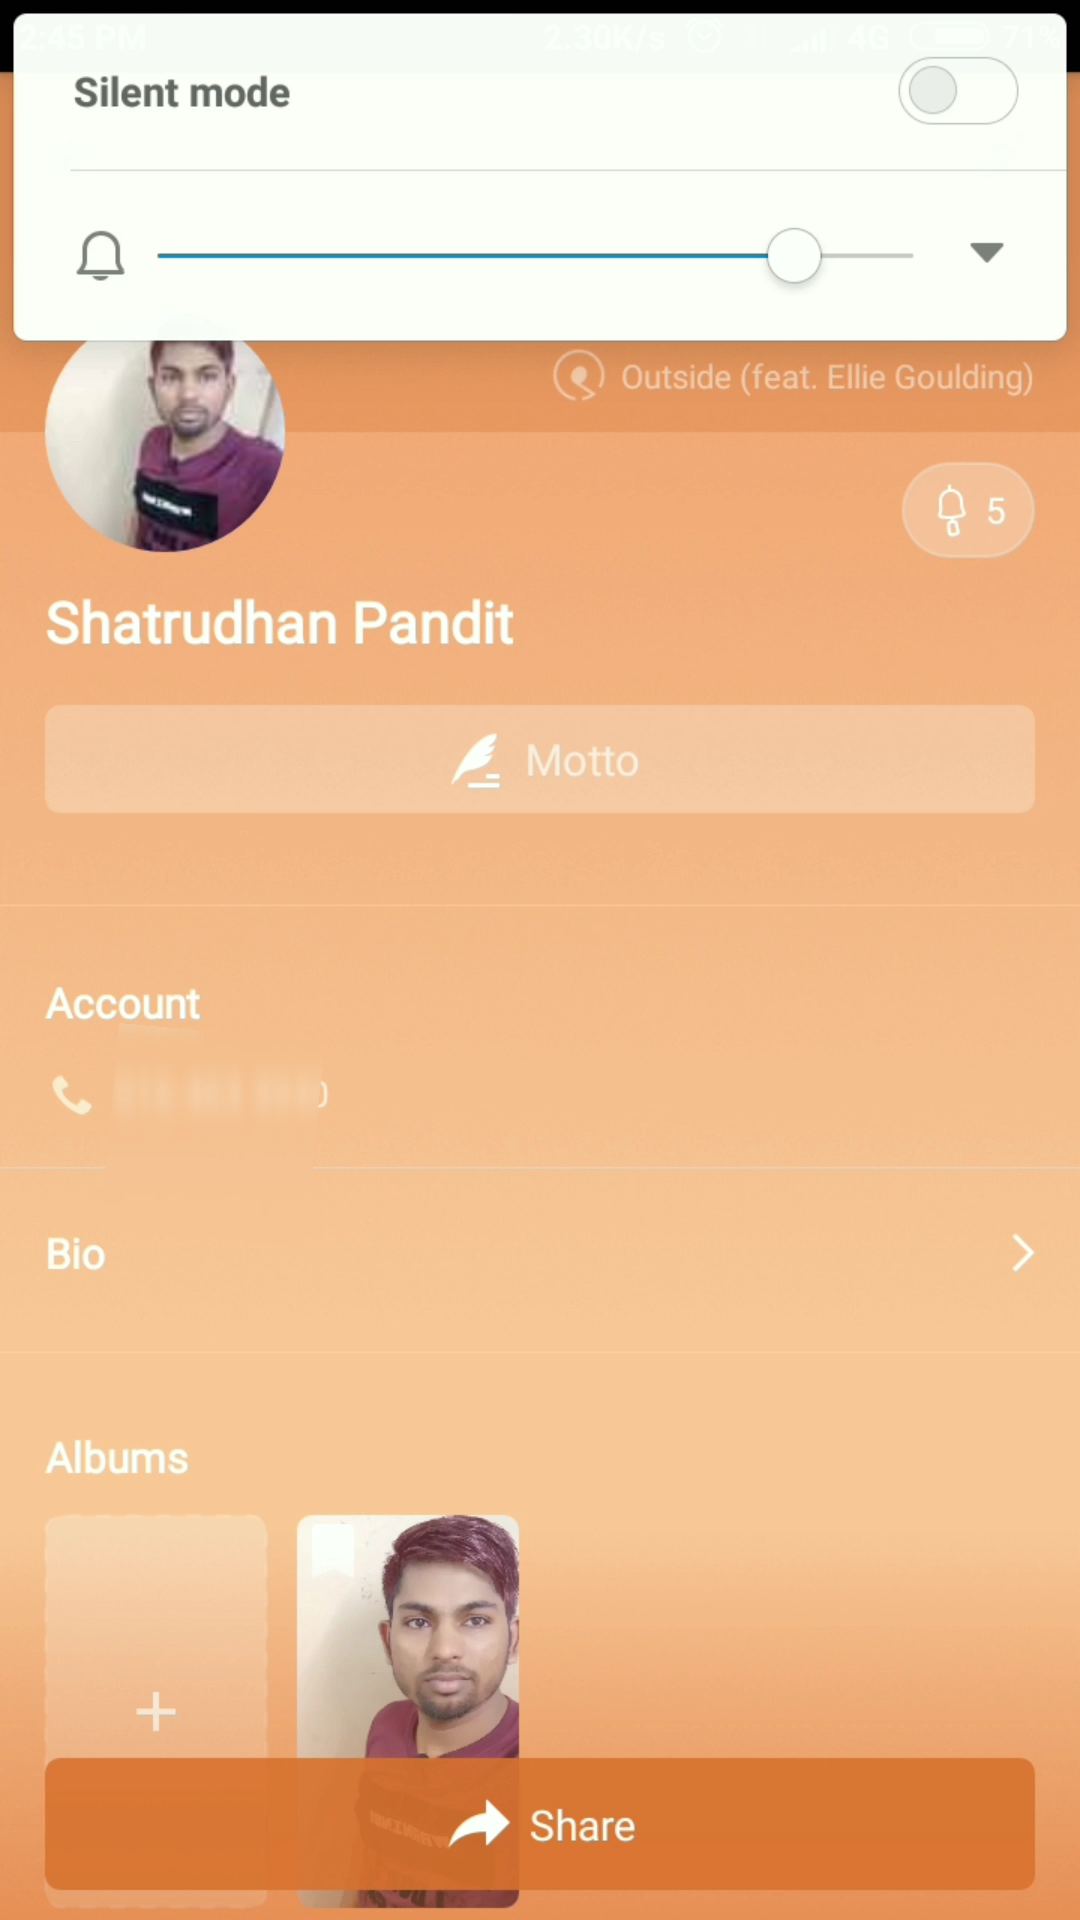 2:45 PM 2.30K/s 4G 71%
Silent mode
Outside (feat. Ellie Goulding)
5
Shatrudhan Pandit
Motto
Account
Bio
Albums
Share